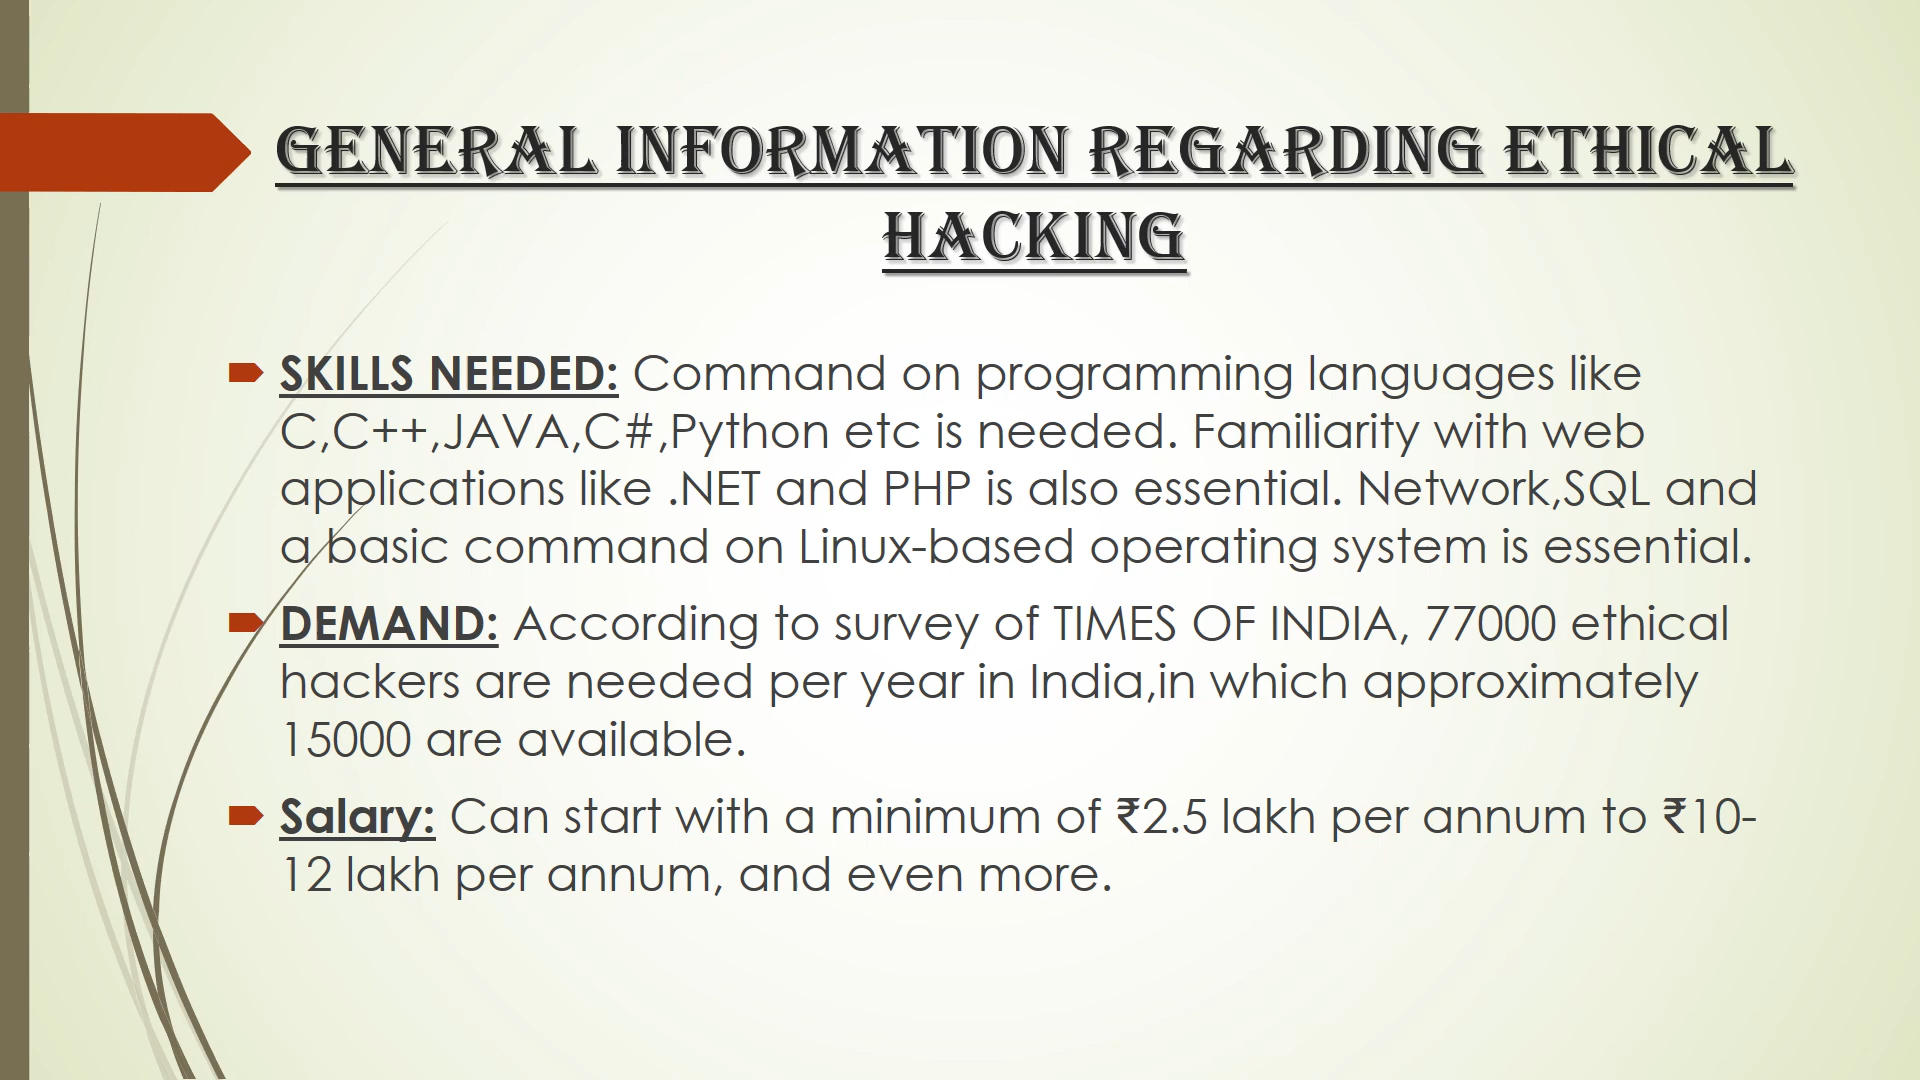 GENERAL INFORMATION REGARDING ETHICAL
HACKING
SKILLS NEEDED: Command on programming languages like
C,C++,JAVA,C#,Python etc is needed. Familiarity with web
applications like .NET and PHP is also essential. Network,SQL and
a basic command on Linux-based operating system is essential.
DEMAND: According to survey of TIMES OF INDIA, 77000 ethical
hackers are needed per year in India,in which approximately
15000 are available.
Salary: Can start with a minimum of ₹2.5 lakh per annum to ₹10-
12 lakh per annum, and even more.